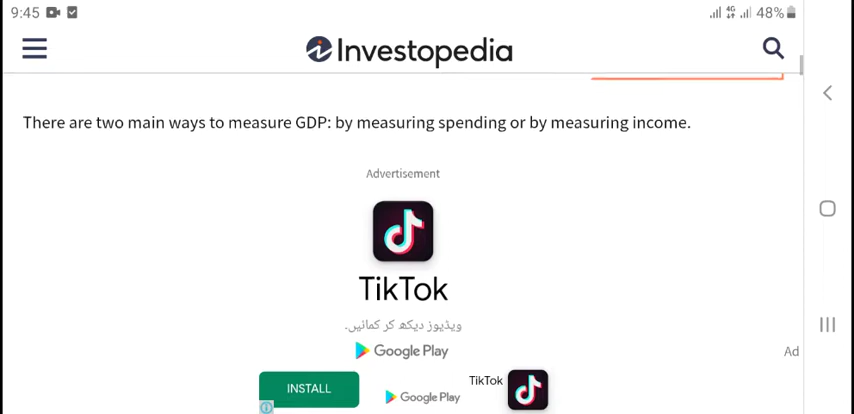 9:45
4G
48%
Investopedia
There are two main ways to measure GDP: by measuring spending or by measuring income.
Advertisement
TikTok
ویڈیوز دیکھ کر کمائیں۔
Google Play
Ad
INSTALL
Google Play
TikTok